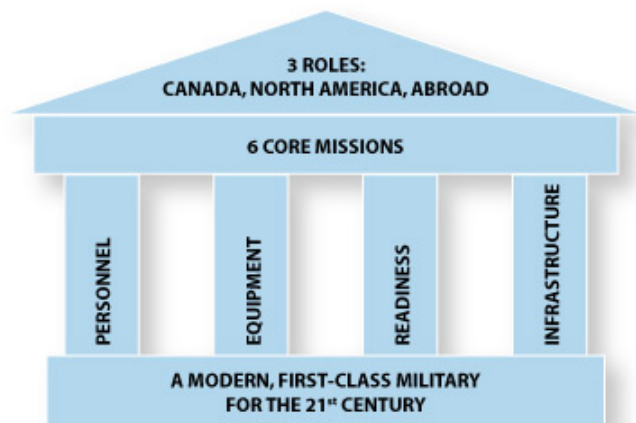 3 ROLES:
CANADA, NORTH AMERICA, ABROAD
6 CORE MISSIONS
PERSONNEL
EQUIPMENT
READINESS
INFRASTRUCTURE
A MODERN, FIRST-CLASS MILITARY
FOR THE 21st CENTURY